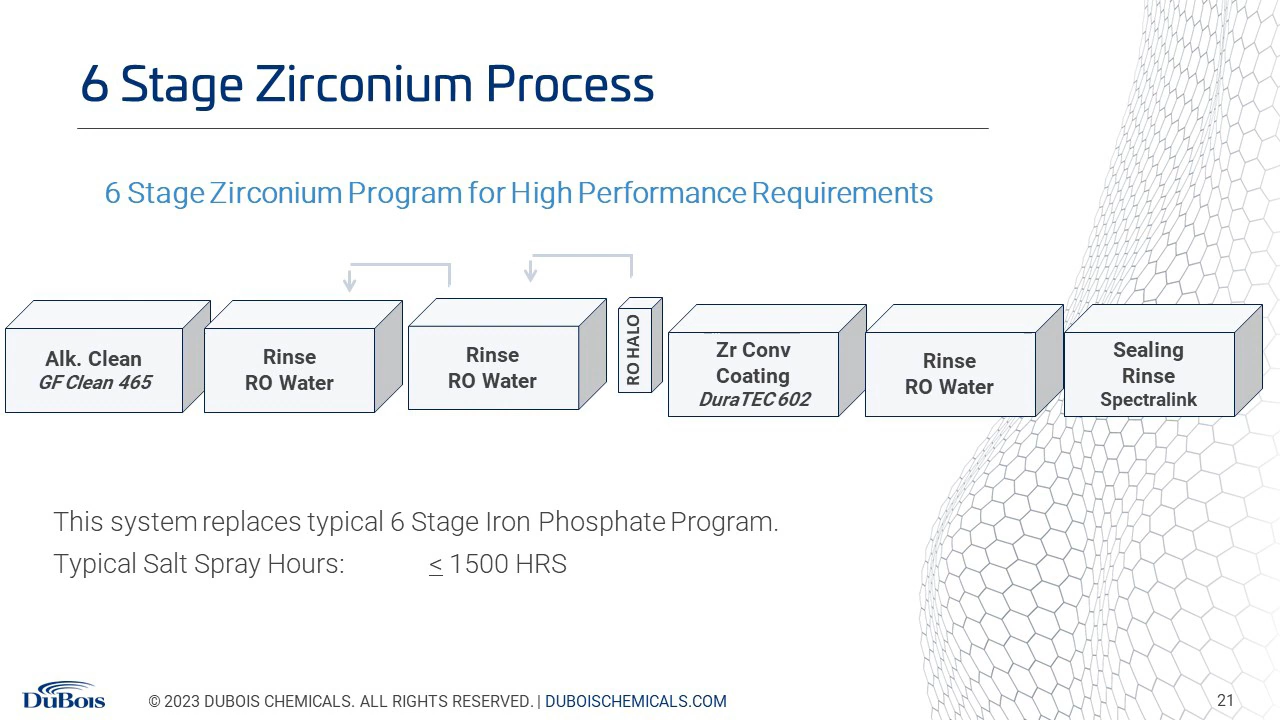 6 Stage Zirconium Process
6 Stage Zirconium Program for High Performance Requirements
Alk. Clean
GF Clean 465
Rinse
RO Water
Rinse
RO Water
RO HALO
Zr Conv
Coating
DuraTEC 602
Rinse
RO Water
Sealing
Rinse
Spectralink
This system replaces typical 6 Stage Iron Phosphate Program.
Typical Salt Spray Hours: ≤ 1500 HRS
DuBois
© 2023 DUBOIS CHEMICALS. ALL RIGHTS RESERVED. | DUBOISCHEMICALS.COM
21